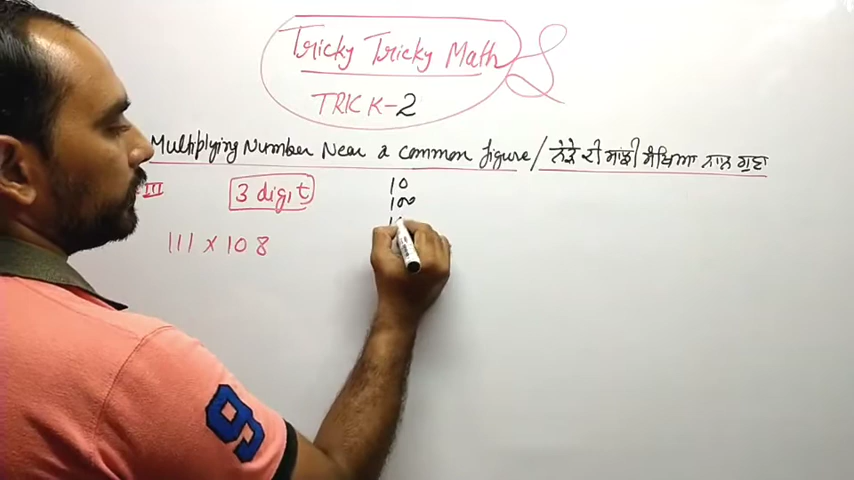 Tricky Tricky Math
TRICK-2
Multiplying Number Near a common figure/ਨੇੜੇ ਦੀ ਸਾਂਝੀ ਸੰਖਿਆ ਨਾਲ ਗੁਣਾ
III
3 digit
10
100
111 x 108
9